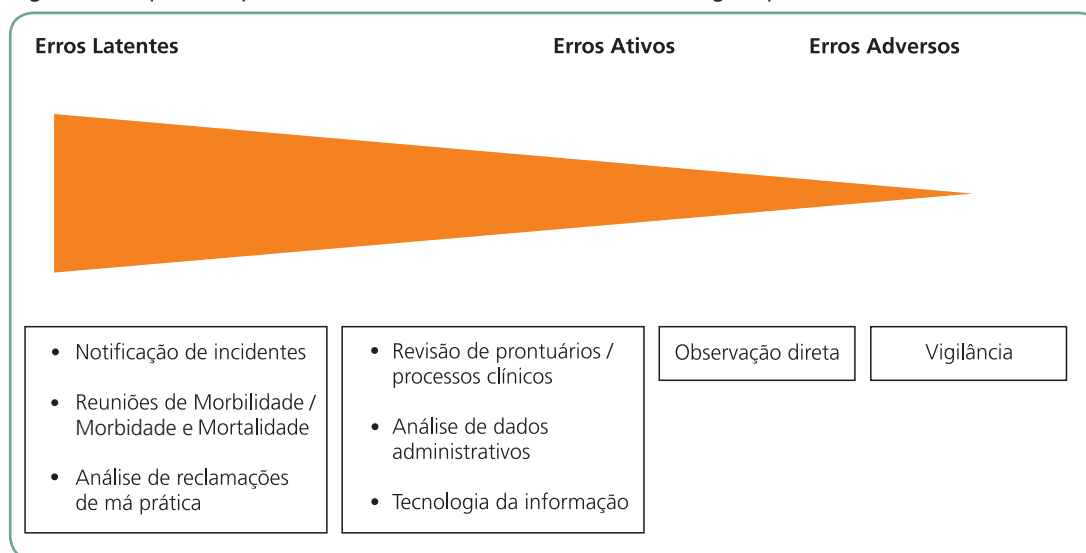 Erros Latentes
Erros Ativos
Erros Adversos
• Notificação de incidentes
• Reuniões de Morbilidade /
Morbidade e Mortalidade
• Análise de reclamações
de má prática
• Revisão de prontuários /
processos clínicos
• Análise de dados
administrativos
• Tecnologia da informação
Observação direta
Vigilância